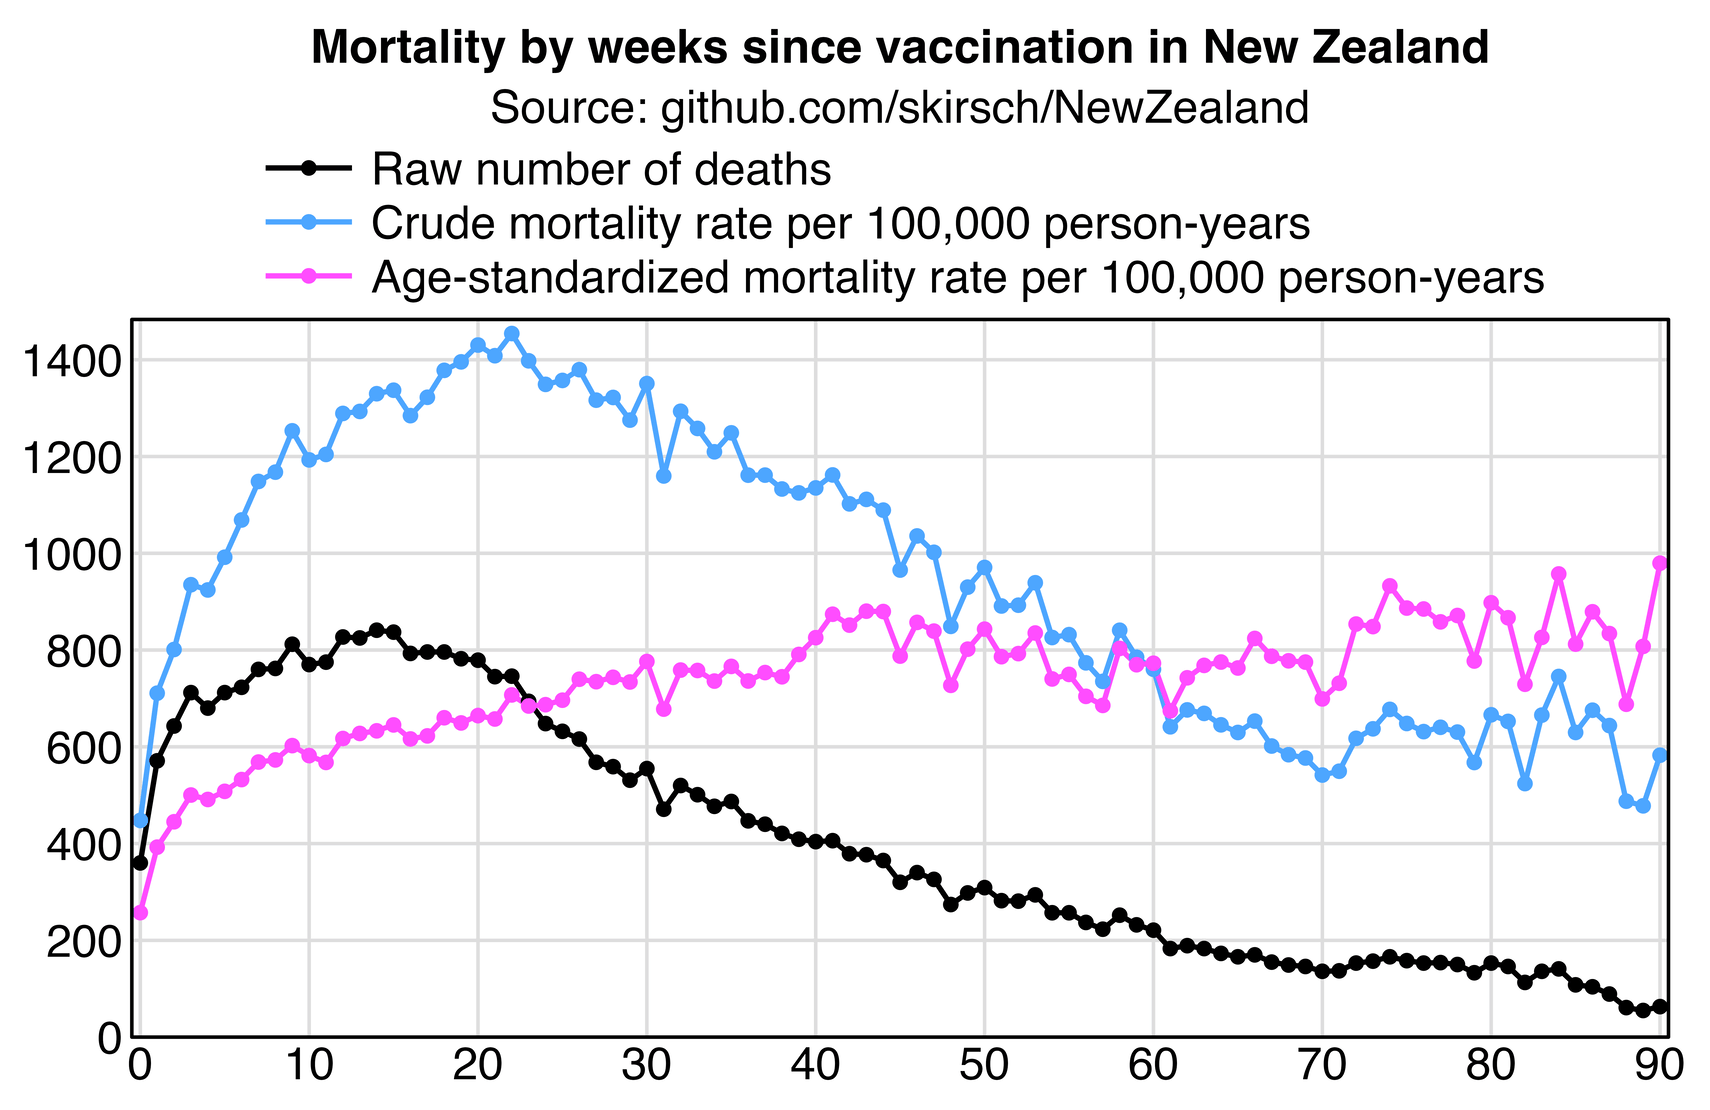 Mortality by weeks since vaccination in New Zealand
Source: github.com/skirsch/NewZealand
Raw number of deaths
Crude mortality rate per 100,000 person-years
Age-standardized mortality rate per 100,000 person-years
1400
1200
1000
800
600
400
200
0
0 10 20 30 40 50 60 70 80 90